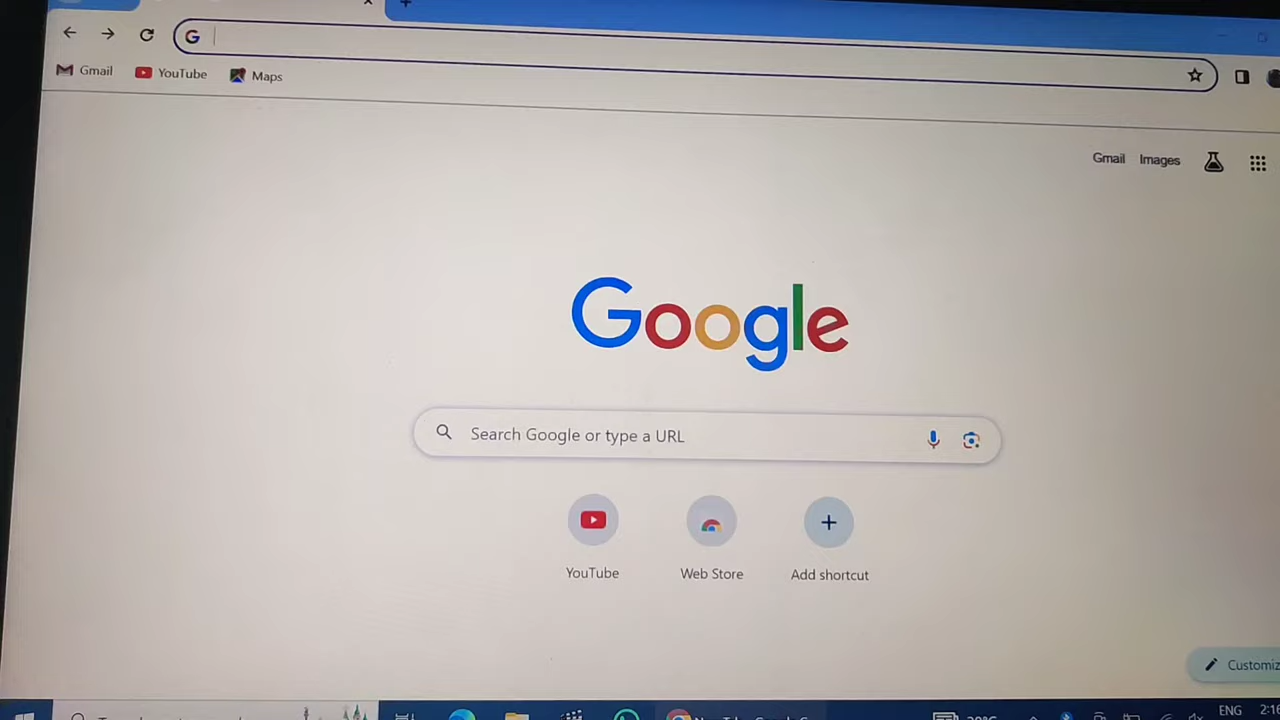 Gmail YouTube Maps
Gmail Images
Google
Search Google or type a URL
YouTube Web Store Add shortcut
Customiz
ENG